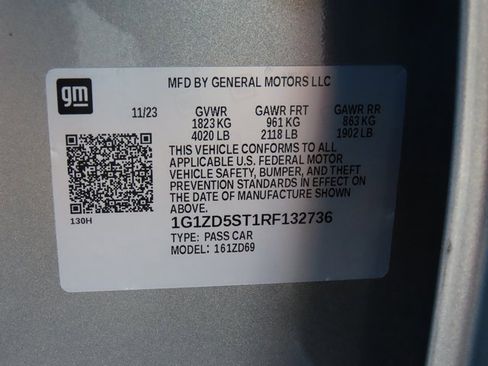 gm
MFD BY GENERAL MOTORS LLC
11/23 GVWR GAWR FRT GAWR RR
1823 KG 961 KG 863 KG
4020 LB 2118 LB 1902 LB
THIS VEHICLE CONFORMS TO ALL
APPLICABLE U.S. FEDERAL MOTOR
VEHICLE SAFETY, BUMPER, AND THEFT
PREVENTION STANDARDS IN EFFECT ON
THE DATE OF MANUFACTURE SHOWN
ABOVE.
130H
1G1ZD5ST1RF132736
TYPE: PASS CAR
MODEL: 161ZD69